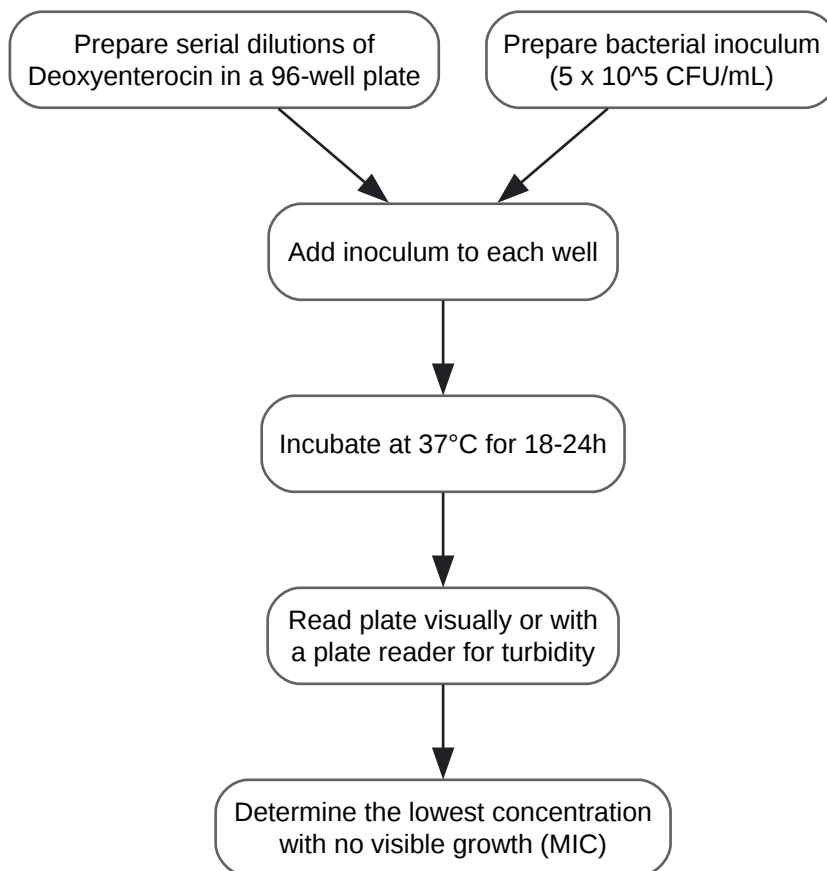 Prepare serial dilutions of
Deoxyenterocin in a 96-well plate
Prepare bacterial inoculum
(5 x 10^5 CFU/mL)
Add inoculum to each well
Incubate at 37°C for 18-24h
Read plate visually or with
a plate reader for turbidity
Determine the lowest concentration
with no visible growth (MIC)